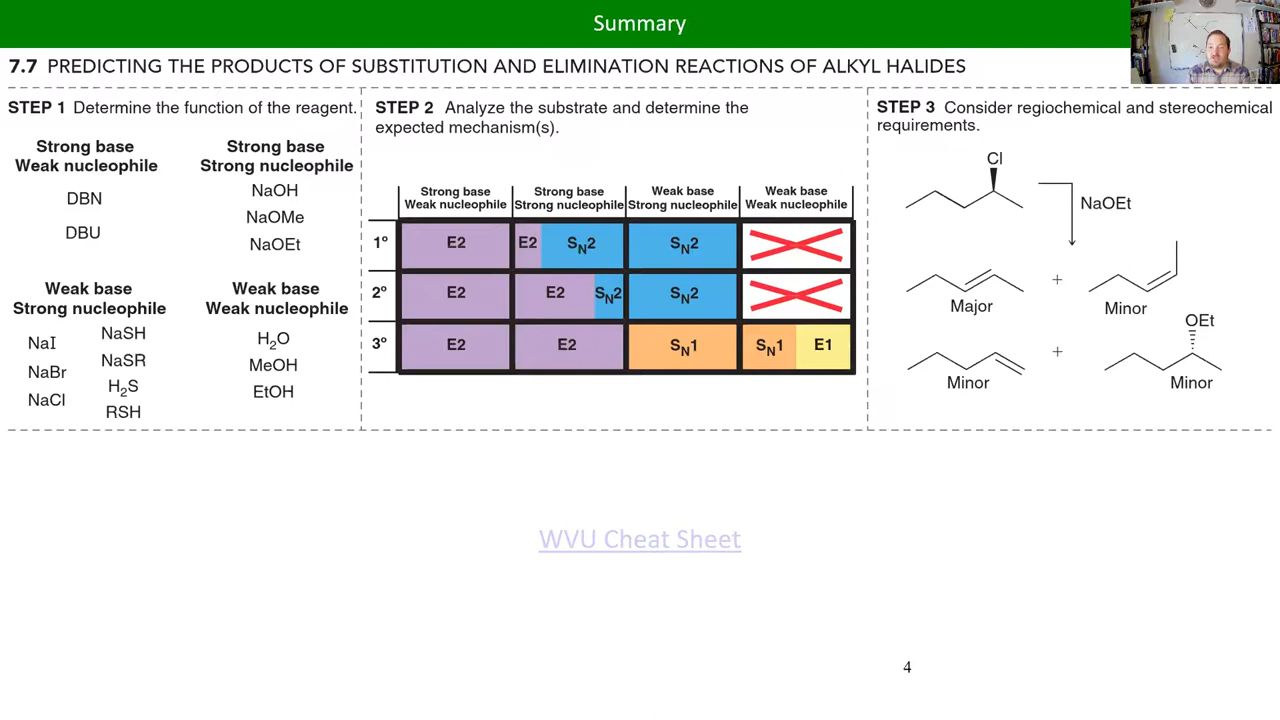 Summary
7.7 PREDICTING THE PRODUCTS OF SUBSTITUTION AND ELIMINATION REACTIONS OF ALKYL HALIDES
STEP 1 Determine the function of the reagent.
Strong base
Weak nucleophile
DBN
DBU
Strong base
Strong nucleophile
NaOH
NaOMe
NaOEt
Weak base
Strong nucleophile
NaI
NaBr
NaCl
NaSH
NaSR
H₂S
RSH
Weak base
Weak nucleophile
H₂O
MeOH
EtOH
STEP 2 Analyze the substrate and determine the
expected mechanism(s).
Strong base Strong base Weak base Weak base
Weak nucleophile Strong nucleophile Strong nucleophile Weak nucleophile
1º E2 E2 SN2 SN2
2º E2 E2 SN2 SN2
3º E2 E2 SN1 SN1 E1
STEP 3 Consider regiochemical and stereochemical
requirements.
Cl
NaOEt
+
Major Minor
OEt
+
Minor Minor
WVU Cheat Sheet
4